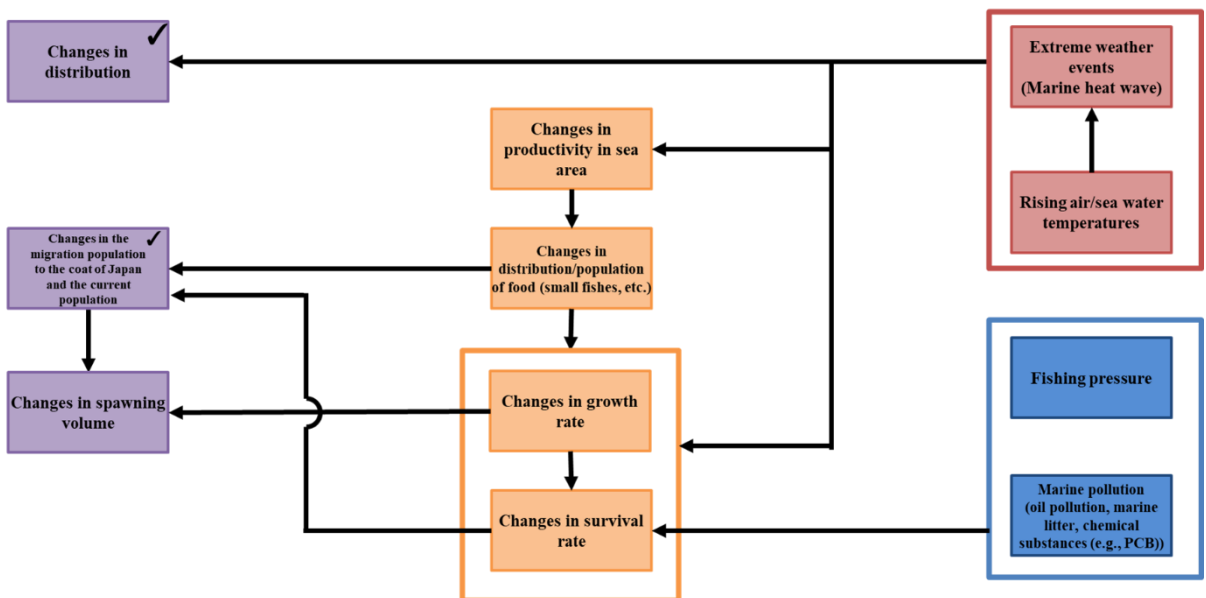 Changes in
distribution
Extreme weather
events
(Marine heat wave)
Changes in
productivity in sea
area
Rising air/sea water
temperatures
Changes in the
migration population
to the coat of Japan
and the current
population
Changes in
distribution/population
of food (small fishes, etc.)
Fishing pressure
Changes in spawning
volume
Changes in growth
rate
Changes in survival
rate
Marine pollution
(oil pollution, marine
litter, chemical
substances (e.g., PCB))